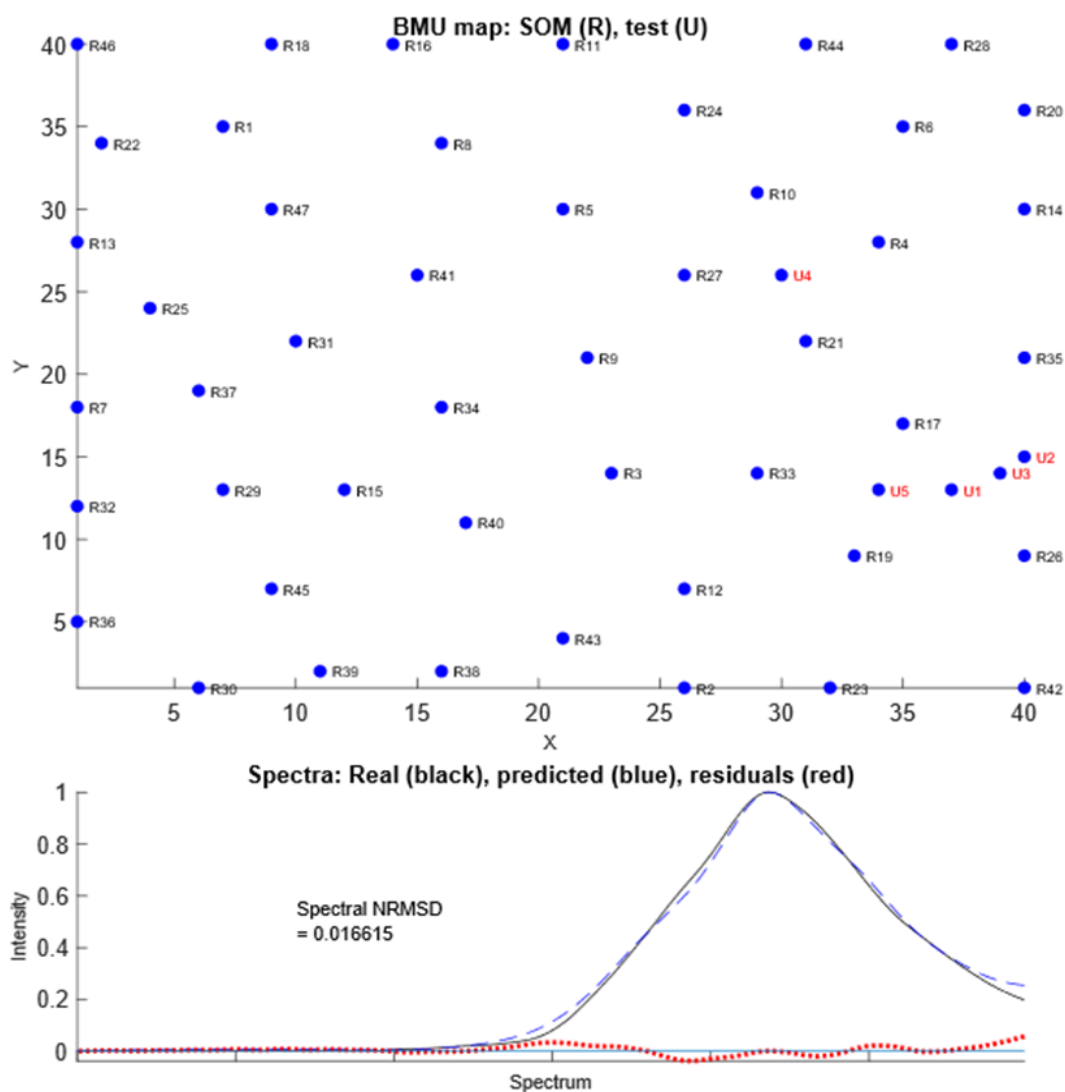 BMU map: SOM (R), test (U)
40 R46 R18 R16 R11 R44 R28
R24 R20
35 R1 R6
R22 R8
R10
30 R47 R5 R14
R13 R4
R41 R27 U4
25
R25
R31 R21
R9 R35
20
R37
R7 R34
R17
15 U2
R3 R33 U3
R29 R15 U5 U1
R32
R40
10
R19 R26
R45 R12
5 R36
R43
R39 R38
R30 R2 R23 R42
5 10 15 20 25 30 35 40
X
Y
Spectra: Real (black), predicted (blue), residuals (red)
1
0.8
0.6
Spectral NRMSD
= 0.016615
0.4
0.2
0
Intensity
Spectrum